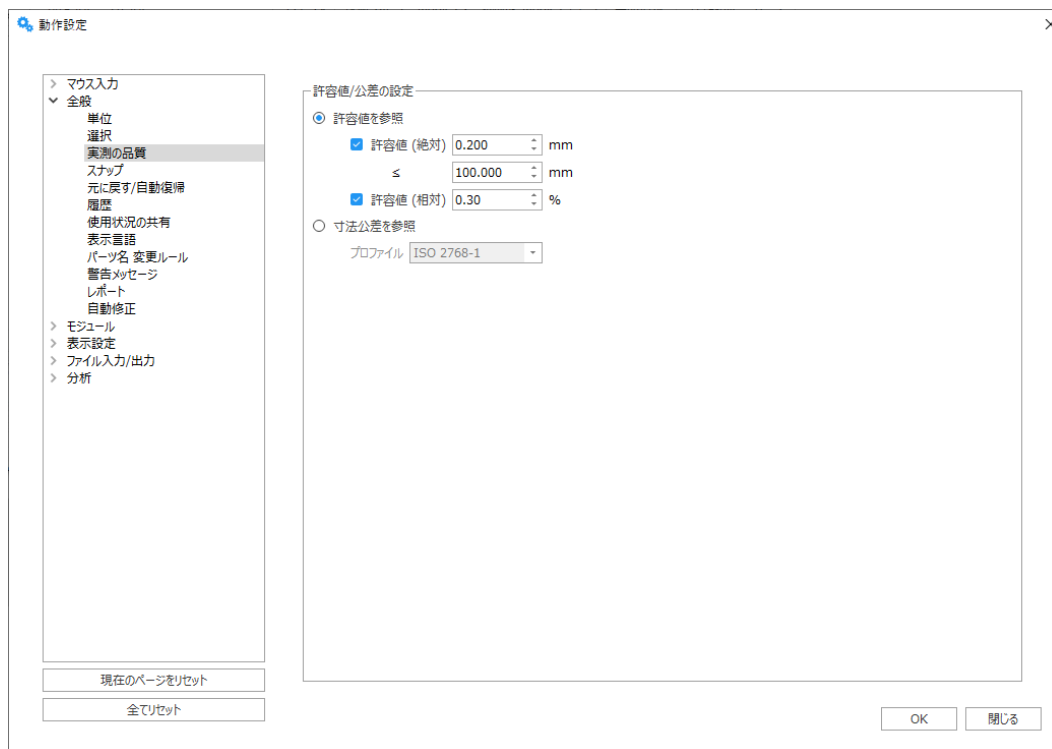 動作設定
マウス入力
全般
単位
選択
実測の品質
スナップ
元に戻す/自動復帰
履歴
使用状況の共有
表示言語
パーツ名 変更ルール
警告メッセージ
レポート
自動修正
モジュール
表示設定
ファイル入力/出力
分析
現在のページをリセット
全てリセット
許容値/公差の設定
許容値を参照
許容値 (絶対) 0.200 mm
≤ 100.000 mm
許容値 (相対) 0.30 %
寸法公差を参照
プロファイル ISO 2768-1
OK 閉じる